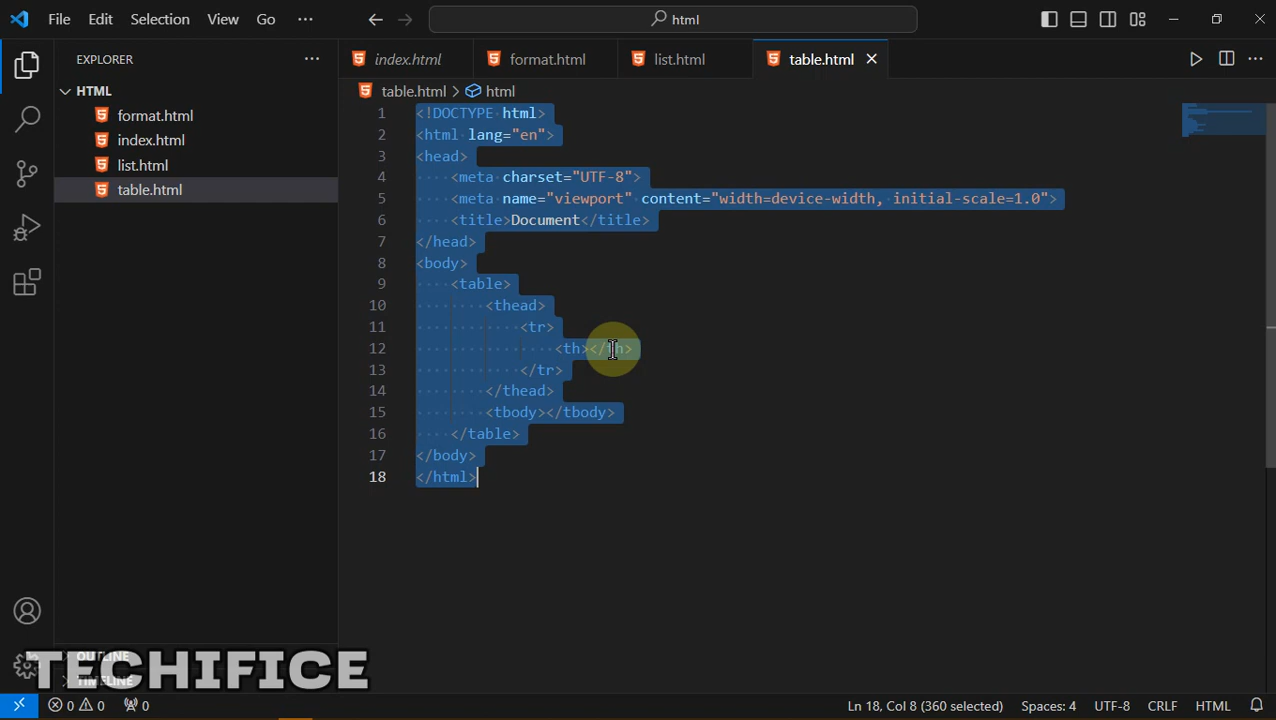 File Edit Selection View Go ··· html
EXPLORER ···
HTML
format.html
index.html
list.html
table.html
index.html format.html list.html table.html
table.html > html
1 <!DOCTYPE html>
2 <html lang="en">
3 <head>
4 <meta charset="UTF-8">
5 <meta name="viewport" content="width=device-width, initial-scale=1.0">
6 <title>Document</title>
7 </head>
8 <body>
9 <table>
10 <thead>
11 <tr>
12 <th></th>
13 </tr>
14 </thead>
15 <tbody></tbody>
16 </table>
17 </body>
18 </html>
OUTLINE
TIMELINE
TECHIFICE
0 0 0 Ln 18, Col 8 (360 selected) Spaces: 4 UTF-8 CRLF HTML